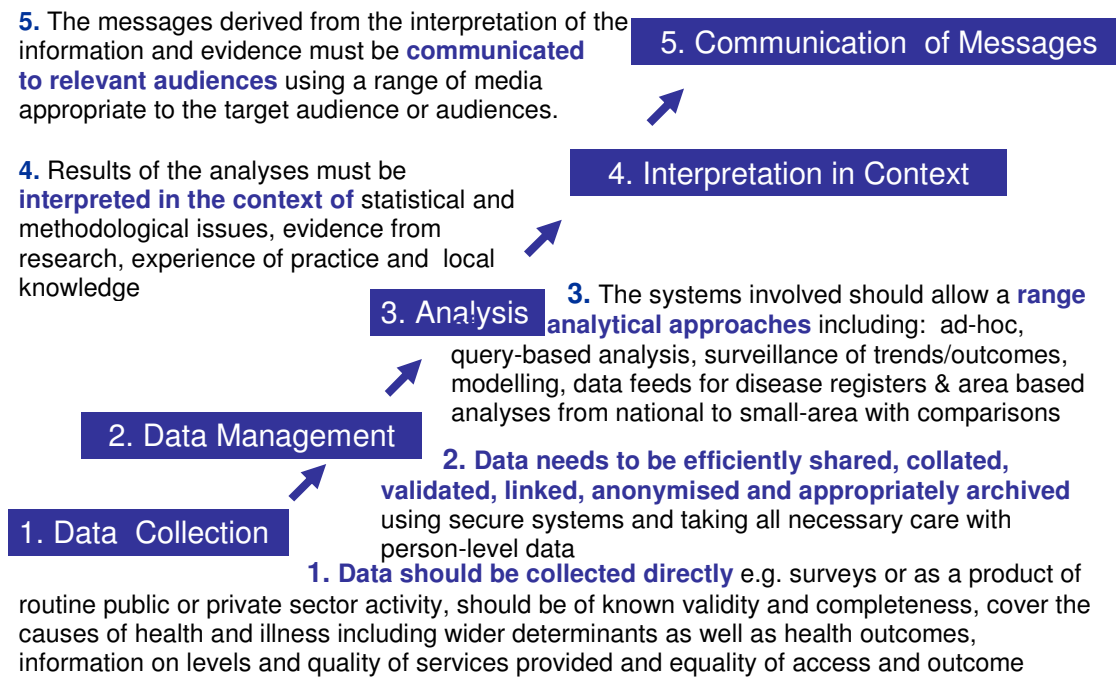 5. The messages derived from the interpretation of the
information and evidence must be communicated
to relevant audiences using a range of media
appropriate to the target audience or audiences.
5. Communication of Messages
4. Results of the analyses must be
interpreted in the context of statistical and
methodological issues, evidence from
research, experience of practice and local
knowledge
4. Interpretation in Context
3. Analysis
3. The systems involved should allow a range
analytical approaches including: ad-hoc,
query-based analysis, surveillance of trends/outcomes,
modelling, data feeds for disease registers & area based
analyses from national to small-area with comparisons
2. Data Management
2. Data needs to be efficiently shared, collated,
validated, linked, anonymised and appropriately archived
using secure systems and taking all necessary care with
person-level data
1. Data Collection
1. Data should be collected directly e.g. surveys or as a product of
routine public or private sector activity, should be of known validity and completeness, cover the
causes of health and illness including wider determinants as well as health outcomes,
information on levels and quality of services provided and equality of access and outcome